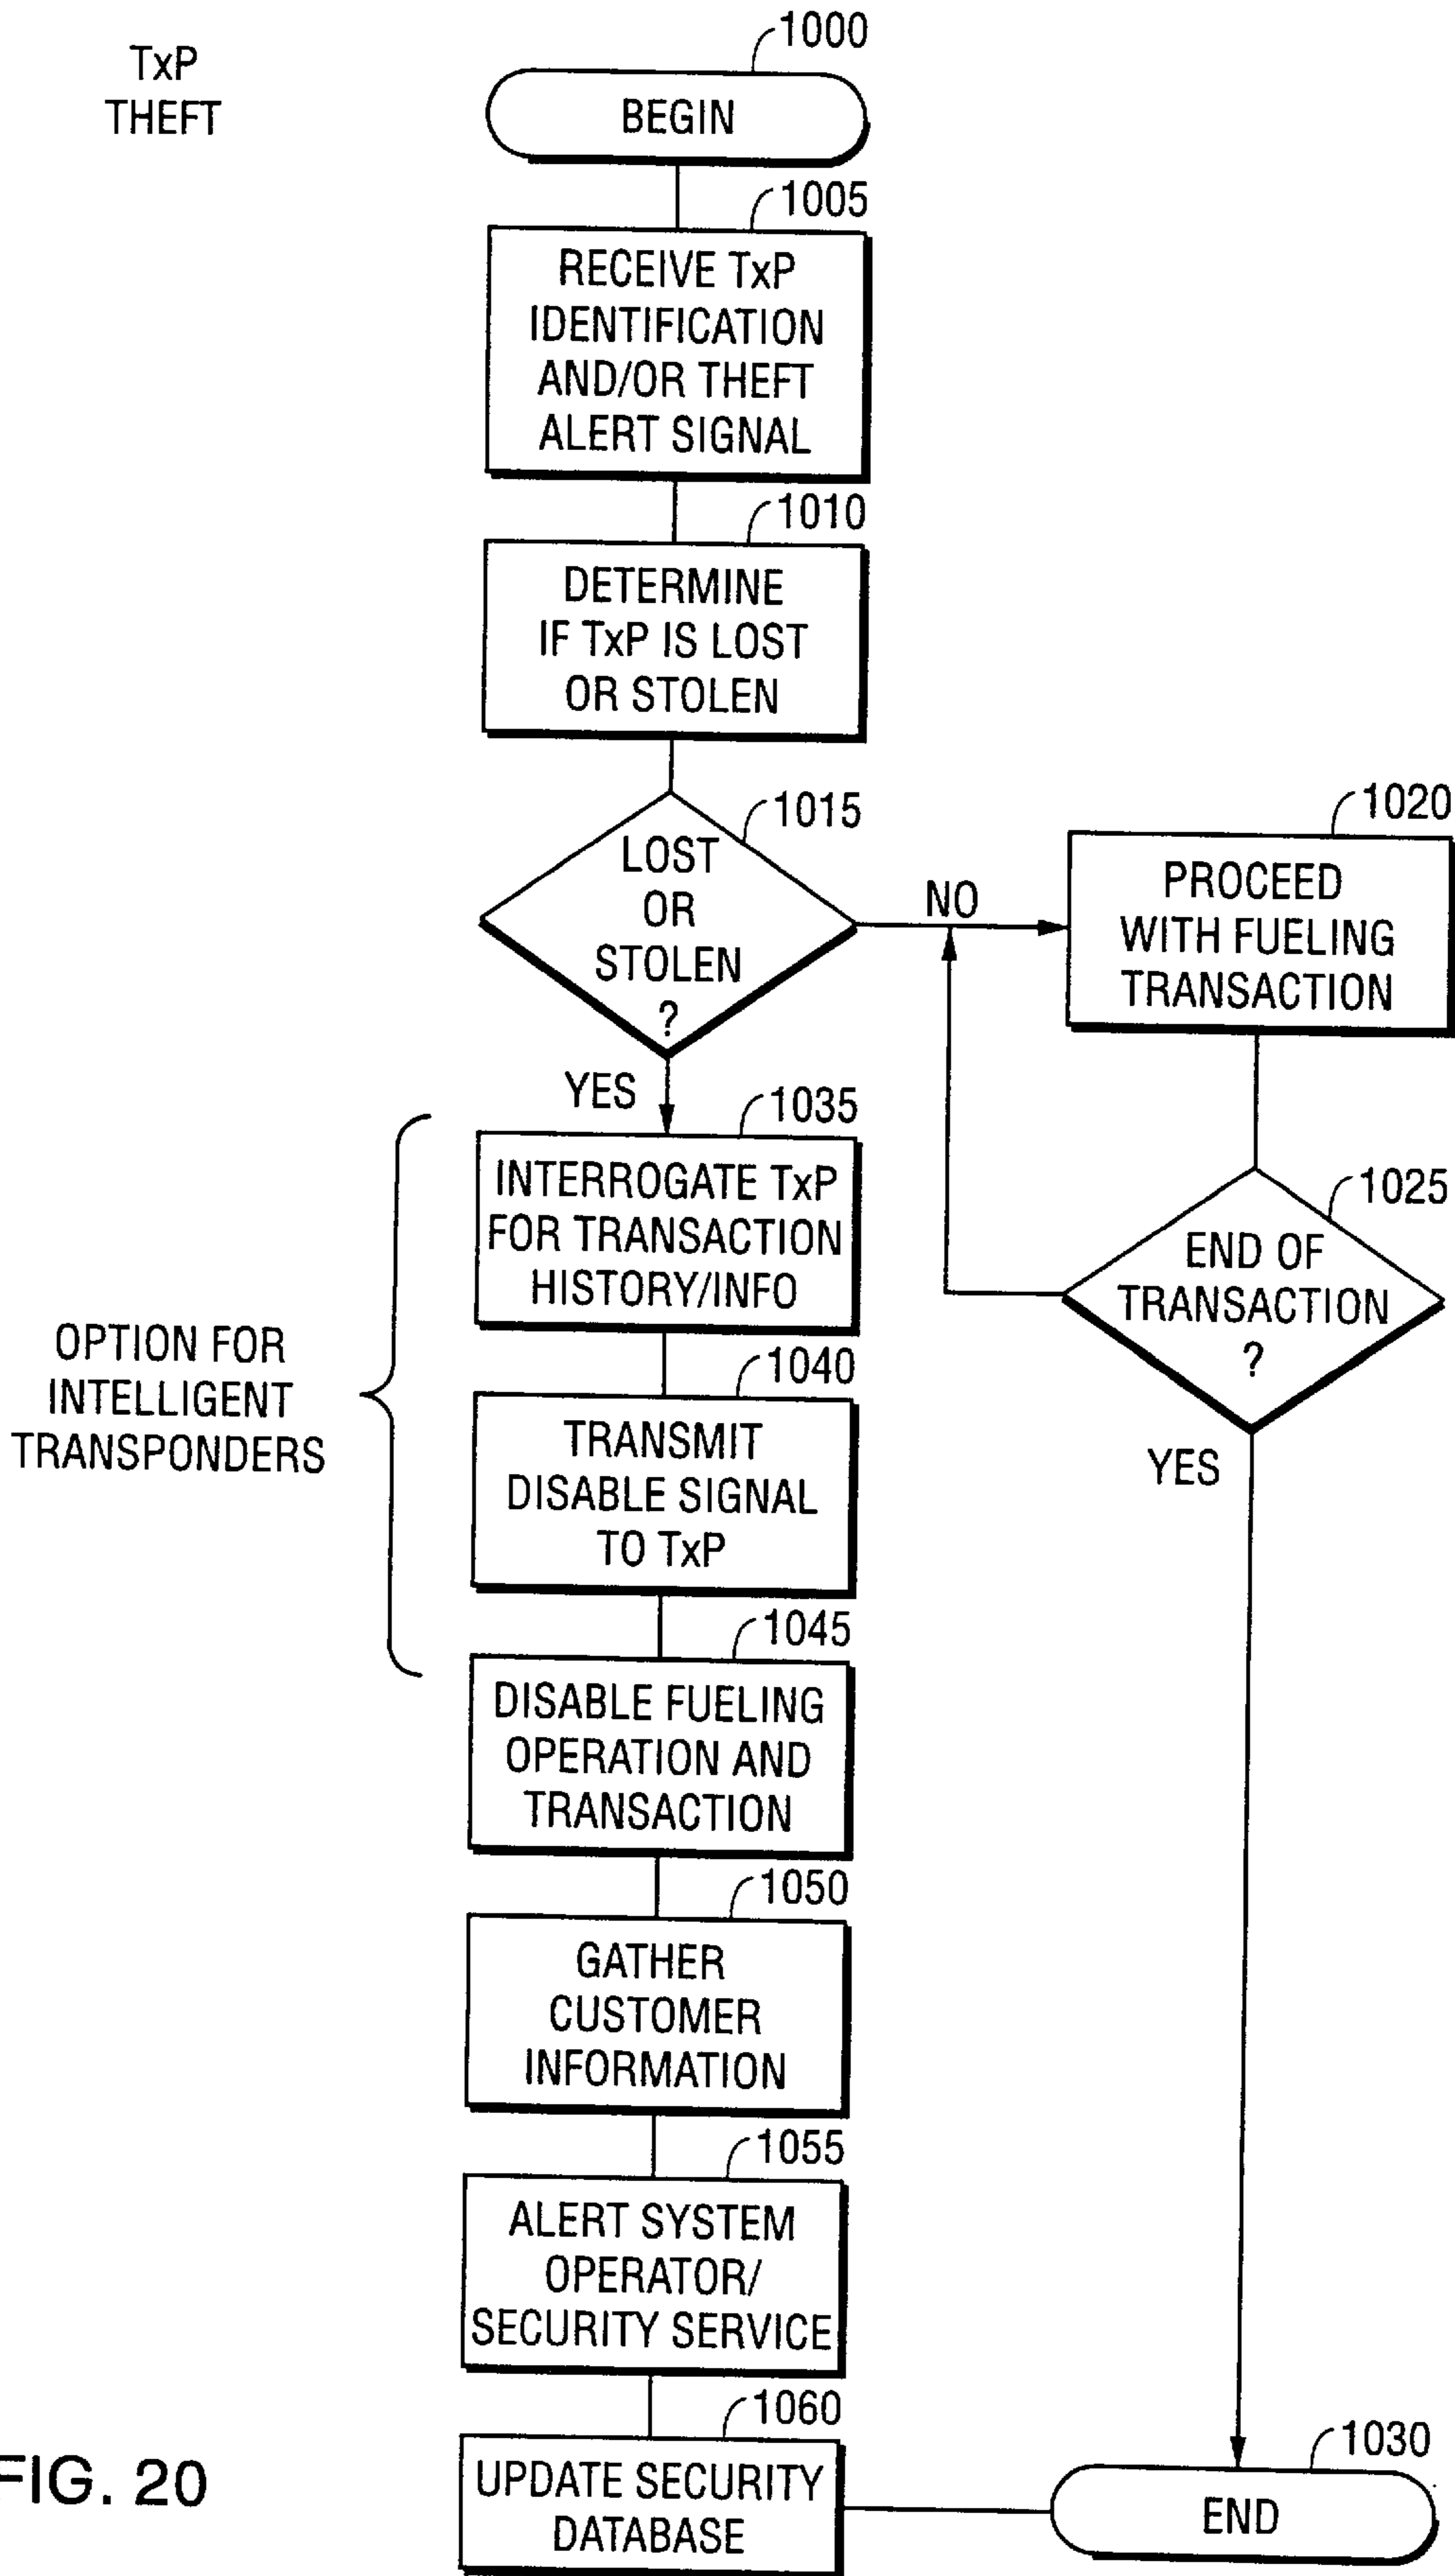 TxP
THEFT
1000
BEGIN
1005
RECEIVE TxP
IDENTIFICATION
AND/OR THEFT
ALERT SIGNAL
1010
DETERMINE
IF TxP IS LOST
OR STOLEN
1015
LOST
OR
STOLEN
?
NO
YES
1020
PROCEED
WITH FUELING
TRANSACTION
1025
END OF
TRANSACTION
?
YES
OPTION FOR
INTELLIGENT
TRANSPONDERS
1035
INTERROGATE TxP
FOR TRANSACTION
HISTORY/INFO
1040
TRANSMIT
DISABLE SIGNAL
TO TxP
1045
DISABLE FUELING
OPERATION AND
TRANSACTION
1050
GATHER
CUSTOMER
INFORMATION
1055
ALERT SYSTEM
OPERATOR/
SECURITY SERVICE
1060
UPDATE SECURITY
DATABASE
1030
END
FIG. 20